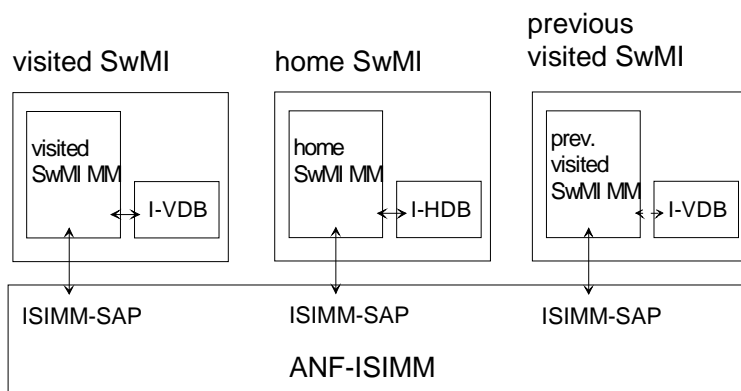 visited SwMI
home SwMI
previous
visited SwMI
visited
SwMI MM
I-VDB
home
SwMI MM
I-HDB
prev.
visited
SwMI MM
I-VDB
ISIMM-SAP
ISIMM-SAP
ISIMM-SAP
ANF-ISIMM